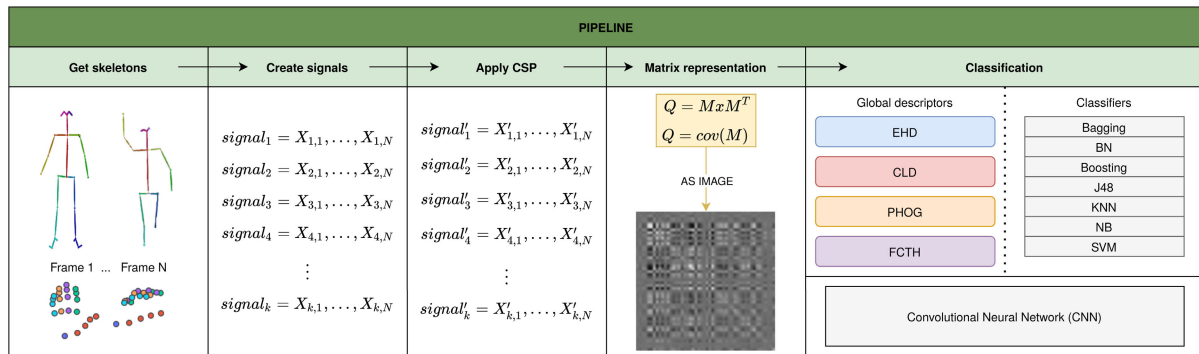 PIPELINE
Get skeletons
Create signals
Apply CSP
Matrix representation
Classification
Frame 1 ... Frame N
signal₁ = X₁,₁, . . . , X₁,N
signal₂ = X₂,₁, . . . , X₂,N
signal₃ = X₃,₁, . . . , X₃,N
signal₄ = X₄,₁, . . . , X₄,N
⋮
signalₖ = Xₖ,₁, . . . , Xₖ,N
signal′₁ = X′₁,₁, . . . , X′₁,N
signal′₂ = X′₂,₁, . . . , X′₂,N
signal′₃ = X′₃,₁, . . . , X′₃,N
signal′₄ = X′₄,₁, . . . , X′₄,N
⋮
signal′ₖ = X′ₖ,₁, . . . , X′ₖ,N
Q = MxMᵀ
Q = cov(M)
AS IMAGE
Global descriptors
EHD
CLD
PHOG
FCTH
Classifiers
Bagging
BN
Boosting
J48
KNN
NB
SVM
Convolutional Neural Network (CNN)